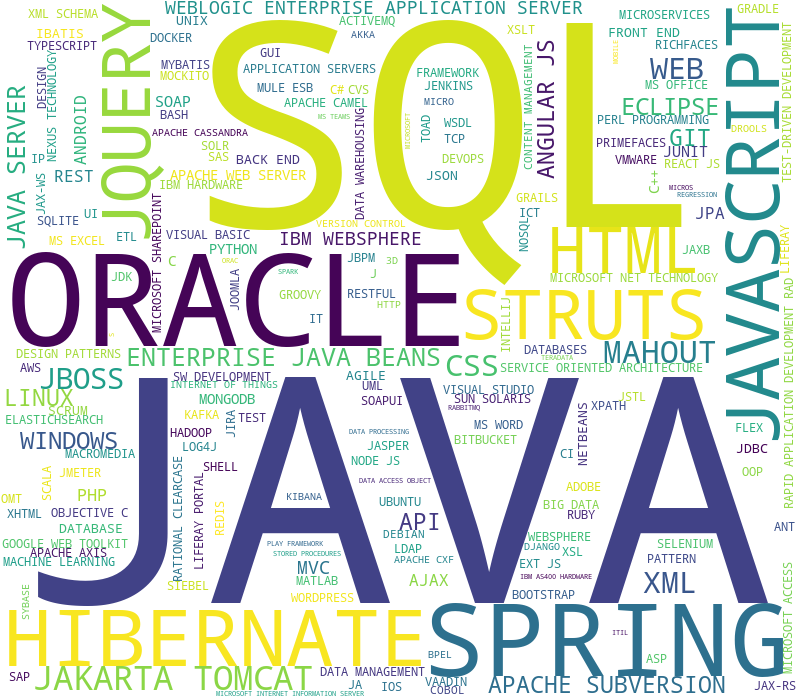 WEBLOGIC ENTERPRISE APPLICATION SERVER
XML SCHEMA
UNIX
ACTIVEMQ
MICROSERVICES
GRADLE
IBATIS
DOCKER
AKKA
XSLT
FRONT END
TYPESCRIPT
GUI
RICHFACES
MYBATIS
APPLICATION SERVERS
FRAMEWORK
WEB
MOCKITO
MULE ESB
C#
CVS
JENKINS
MS OFFICE
SOAP
APACHE CAMEL
MICRO
ECLIPSE
BASH
MS TEAMS
TOAD
WSDL
PERL PROGRAMMING
DROOLS
APACHE CASSANDRA
TCP
GIT
SQL
JQUERY
JAVASCRIPT
ANGULAR JS
JAVA SERVER
DESIGN
NEXUS TECHNOLOGY
ANDROID
CONTENT MANAGEMENT
DATA WAREHOUSING
MICROSOFT
TEST-DRIVEN DEVELOPMENT
SOLR
PRIMEFACES
JUNIT
IP
SAS
BACK END
DEVOPS
VMWARE
REACT JS
REST
APACHE WEB SERVER
JSON
C++
MICROS
REGRESSION
JAX-WS
IBM HARDWARE
GRAILS
SQLITE
UI
ICT
JPA
MS EXCEL
ETL
VISUAL BASIC
VERSION CONTROL
IBM WEBSPHERE
NOSQL
HTML
JAXB
LIFERAY
PYTHON
C
JBPM
3D
ORAC
MICROSOFT SHAREPOINT
JDK
SPARK
J
MICROSOFT NET TECHNOLOGY
JOOMLA
GROOVY
RESTFUL
HTTP
ORACLE
IT
STRUTS
INTELLIJ
RAPID APPLICATION DEVELOPMENT RAD
DESIGN PATTERNS
ENTERPRISE JAVA BEANS
DATABASES
TERADATA
MAHOUT
AWS
JBOSS
SW DEVELOPMENT
AGILE
CSS
SERVICE ORIENTED ARCHITECTURE
INTERNET OF THINGS
UML
VISUAL STUDIO
LINUX
MONGODB
SOAPUI
SUN SOLARIS
JSTL
SCRUM
KAFKA
RABBITMQ
XPATH
ELASTICHSEARCH
JIRA
TEST
MS WORD
FLEX
WINDOWS
HADOOP
DATA PROCESSING
BITBUCKET
NETBEANS
LOG4J
JASPER
JDBC
MACROMEDIA
NODE JS
CI
JMETER
SHELL
OOP
SCALA
DATA ACCESS OBJECT
ADOBE
OMT
PHP
KIBANA
UBUNTU
BIG DATA
XHTML
OBJECTIVE C
REDIS
API
RUBY
JAVA
DATABASE
RATIONAL CLEARCASE
LIFERAY PORTAL
DEBIAN
WEBSPHERE
ANT
GOOGLE WEB TOOLKIT
PLAY FRAMEWORK
LDAP
DJANGO
SELENIUM
APACHE AXIS
STORED PROCEDURES
XSL
PATTERN
MACHINE LEARNING
MVC
APACHE CXF
EXT JS
MATLAB
AJAX
IBM AS400 HARDWARE
XML
SIEBEL
WORDPRESS
BOOTSTRAP
SYBASE
MICROSOFT ACCESS
HIBERNATE
SPRING
ITIL
BPEL
ASP
SAP
JAKARTA TOMCAT
DATA MANAGEMENT
VAADIN
APACHE SUBVERSION
JA
IOS
COBOL
JAX-RS
MICROSOFT INTERNET INFORMATION SERVER